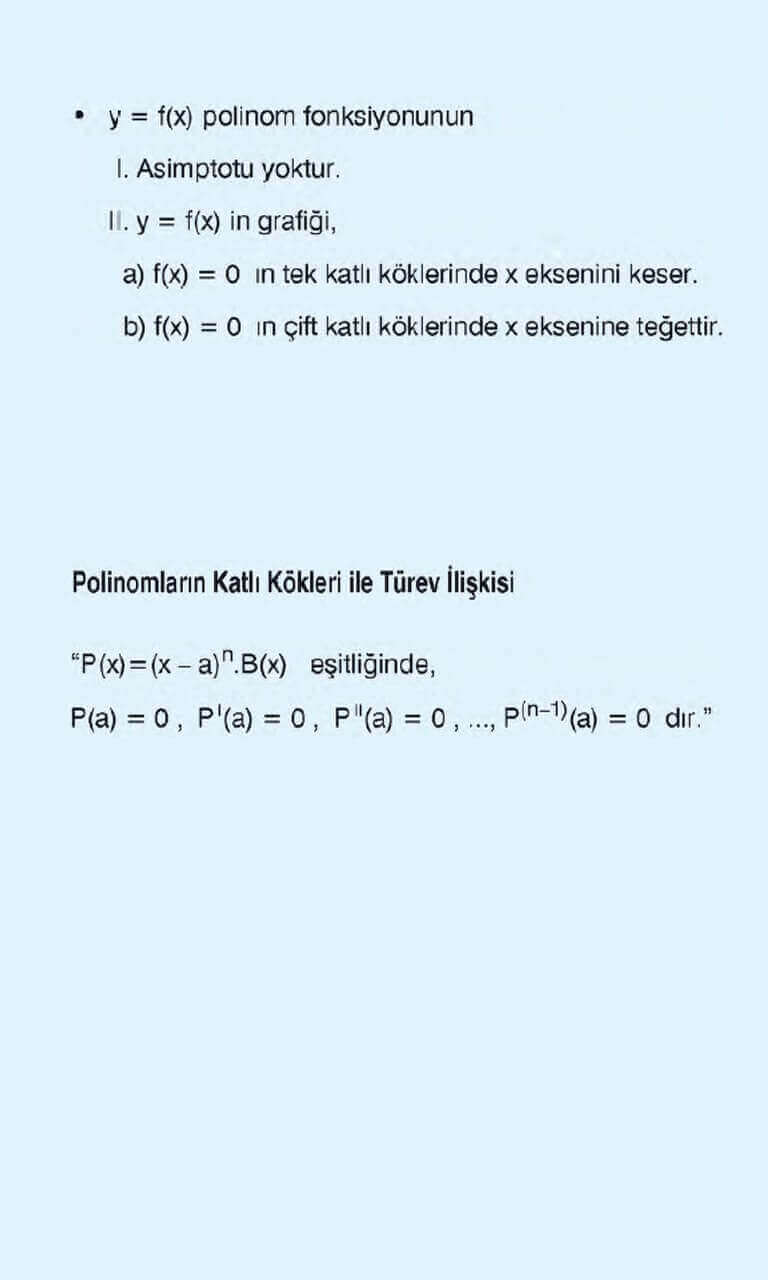 • y = f(x) polinom fonksiyonunun
I. Asimptotu yoktur.
II. y = f(x) in grafiği,
a) f(x) = 0 ın tek katlı köklerinde x eksenini keser.
b) f(x) = 0 ın çift katlı köklerinde x eksenine teğettir.
Polinomların Katlı Kökleri ile Türev İlişkisi
“P(x)=(x – a)ⁿ.B(x) eşitliğinde,
P(a) = 0 , P'(a) = 0 , P"(a) = 0 , ..., P⁽ⁿ⁻¹⁾(a) = 0 dır.”